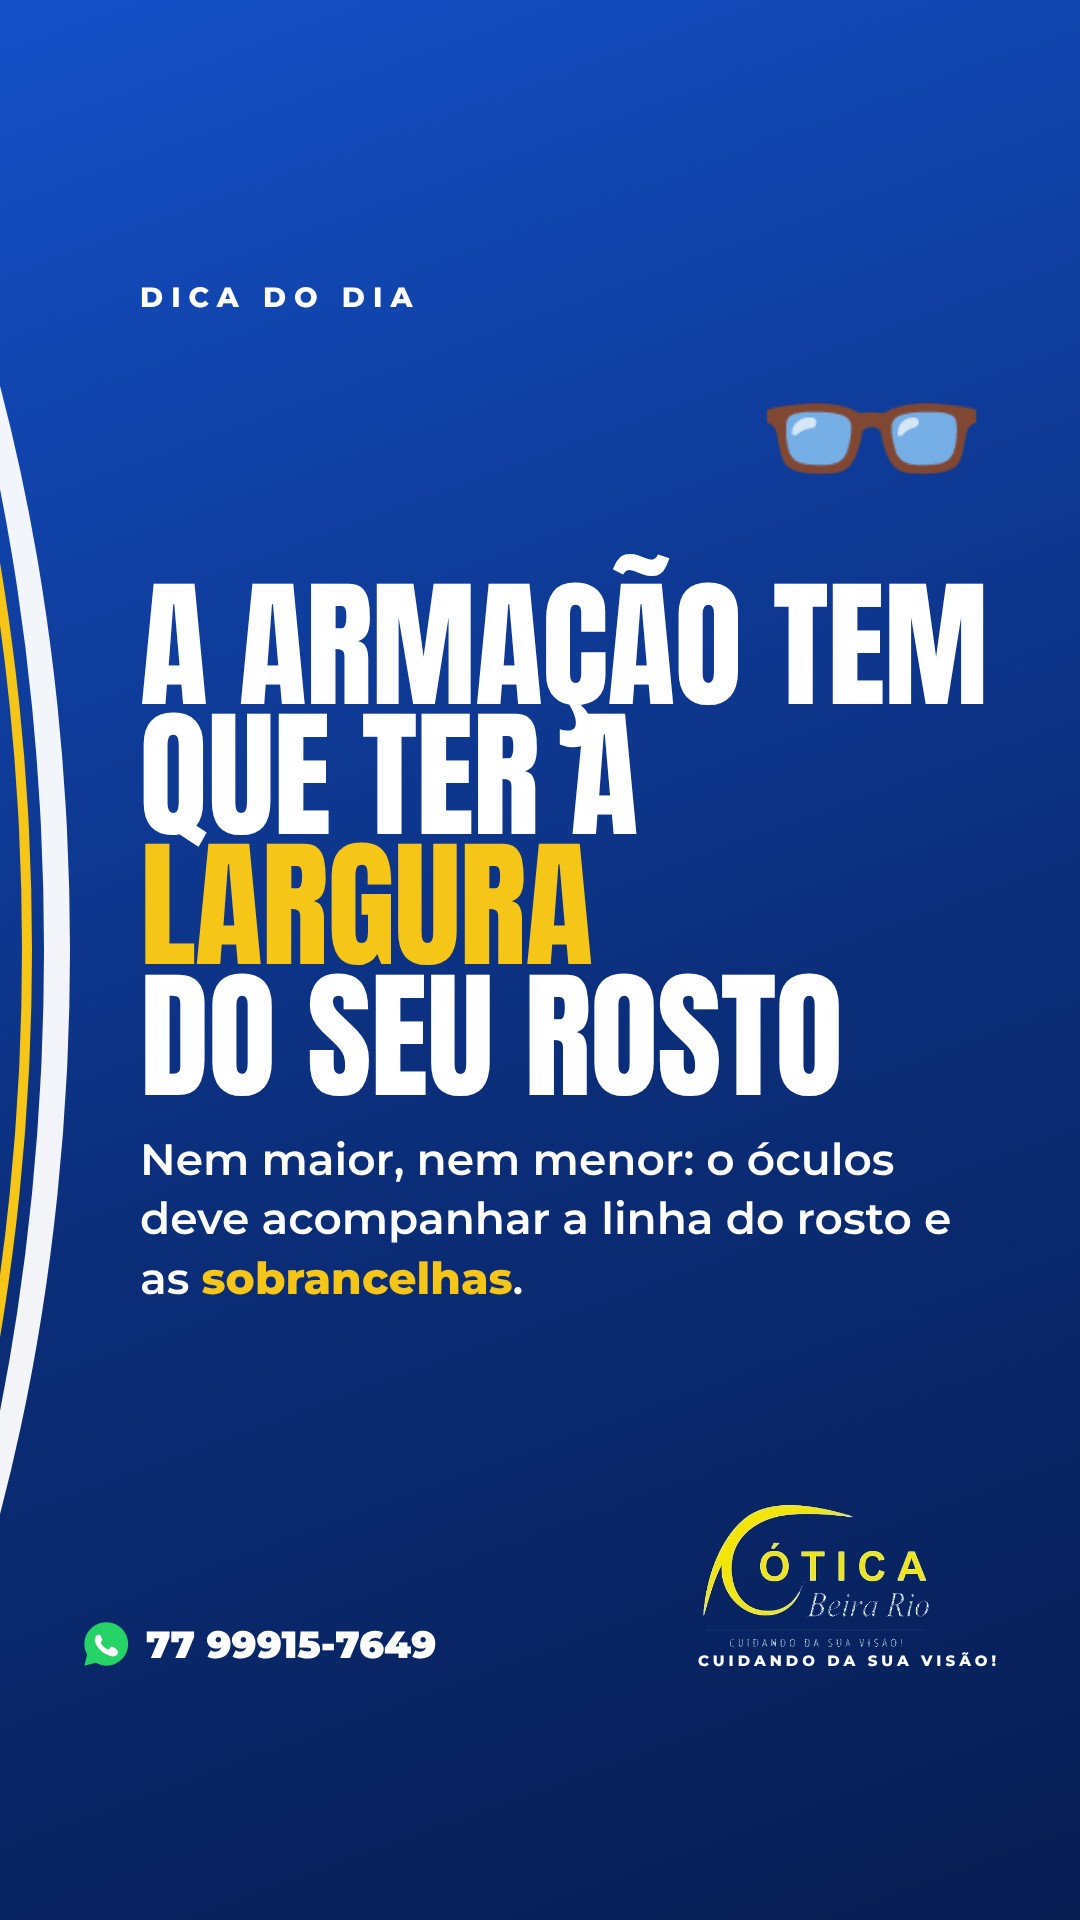 DICA DO DIA
A ARMAÇÃO TEM
QUE TER A
LARGURA
DO SEU ROSTO
Nem maior, nem menor: o óculos
deve acompanhar a linha do rosto e
as sobrancelhas.
ÓTICA
Beira Rio
CUIDANDO DA SUA VISÃO!
77 99915-7649
CUIDANDO DA SUA VISÃO!